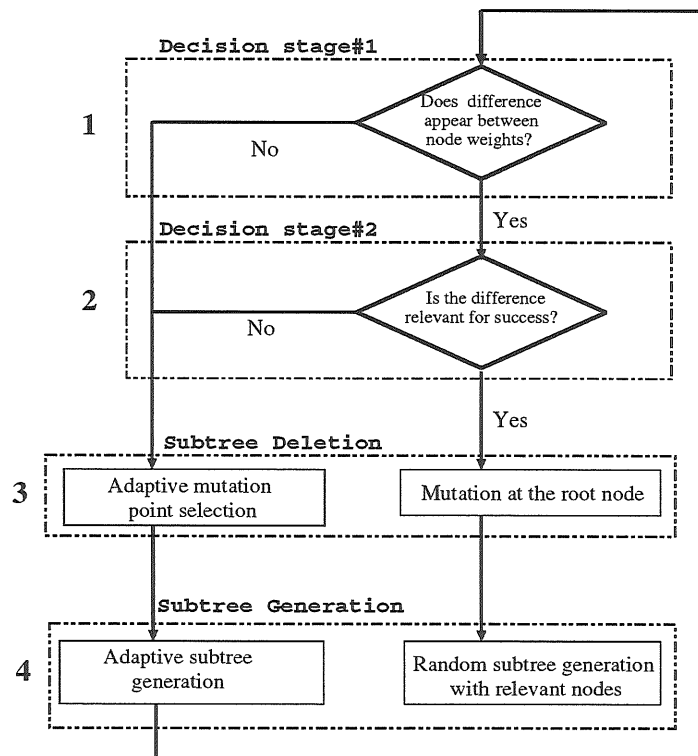 Decision stage#1
1
Does difference
appear between
node weights?
No
Yes
Decision stage#2
2
Is the difference
relevant for success?
No
Yes
Subtree Deletion
3
Adaptive mutation
point selection
Mutation at the root node
Subtree Generation
4
Adaptive subtree
generation
Random subtree generation
with relevant nodes